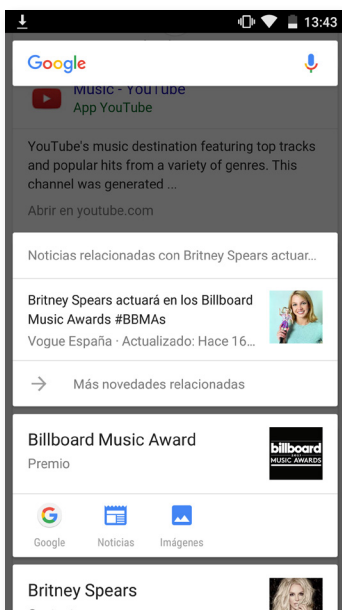 13:43
Google
Music - YouTube
App YouTube
YouTube's music destination featuring top tracks
and popular hits from a variety of genres. This
channel was generated ...
Abrir en youtube.com
Noticias relacionadas con Britney Spears actuar...
Britney Spears actuará en los Billboard
Music Awards #BBMAs
Vogue España · Actualizado: Hace 16...
Más novedades relacionadas
Billboard Music Award
Premio
billboard
MUSIC AWARDS
Google
Noticias
Imágenes
Britney Spears